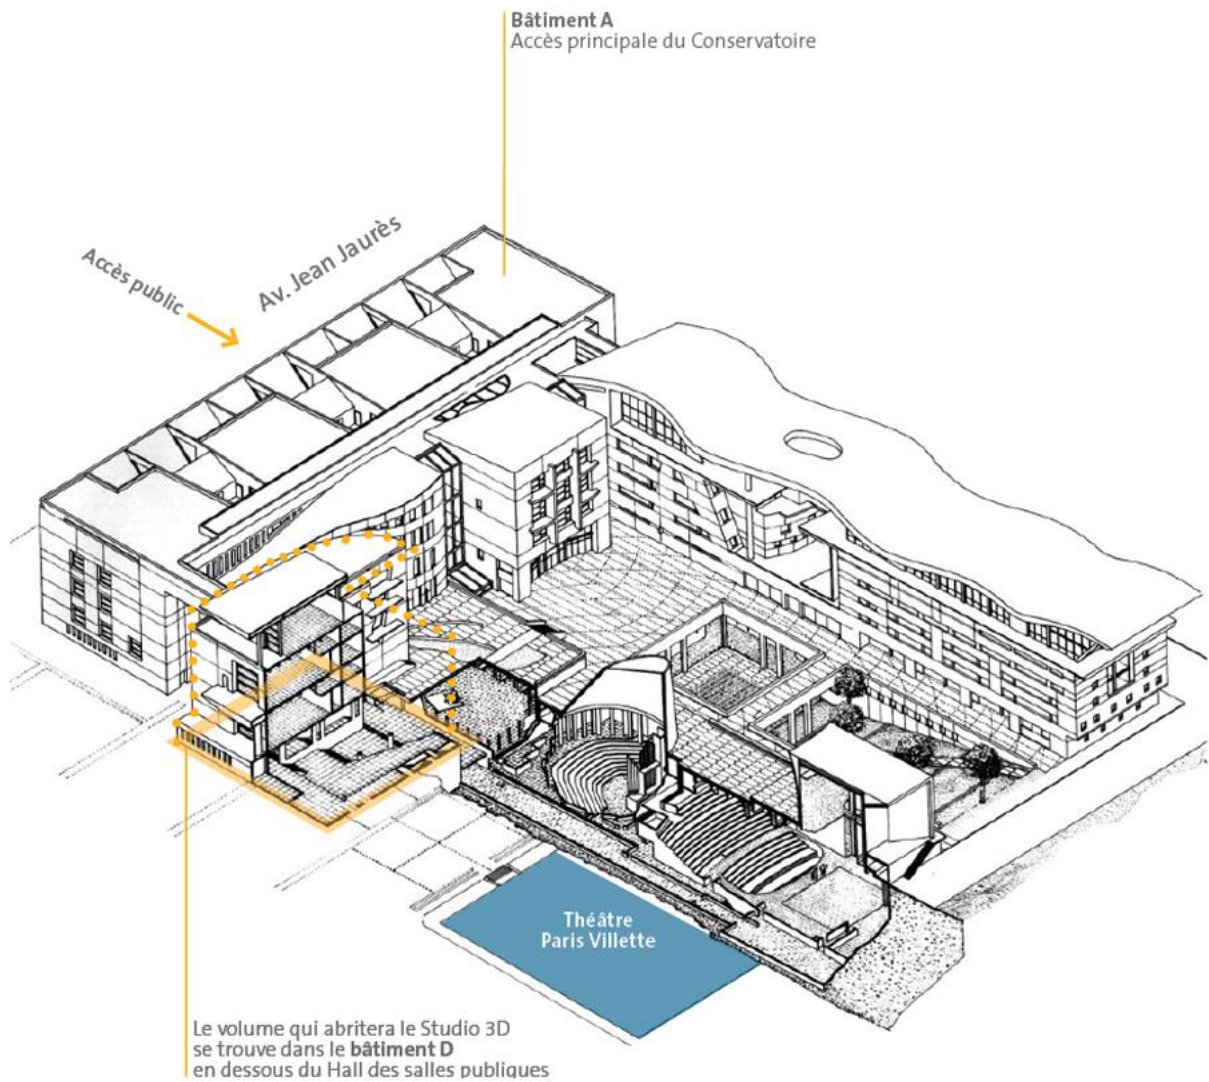 Bâtiment A
Accès principale du Conservatoire
Av. Jean Jaurès
Accès public
Théâtre
Paris Villette
Le volume qui abritera le Studio 3D
se trouve dans le bâtiment D
en dessous du Hall des salles publiques